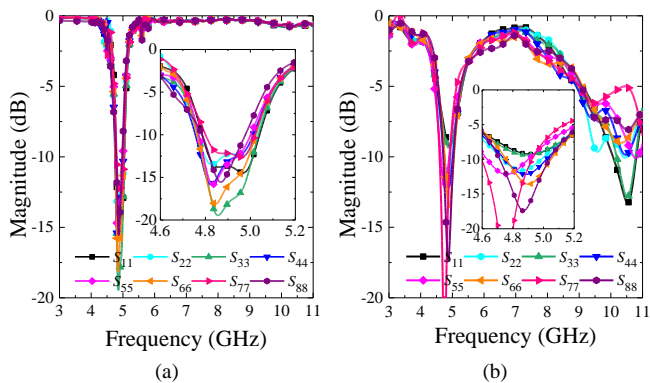 0
-5
-10
-15
-20
Magnitude (dB)
0
-5
-10
-15
-20
4.6 4.8 5.0 5.2
S11 S22 S33 S44
S55 S66 S77 S88
3 4 5 6 7 8 9 10 11
Frequency (GHz)
(a)
0
-5
-10
-15
-20
Magnitude (dB)
0
-5
-10
-15
-20
4.6 4.8 5.0 5.2
S11 S22 S33 S44
S55 S66 S77 S88
3 4 5 6 7 8 9 10 11
Frequency (GHz)
(b)